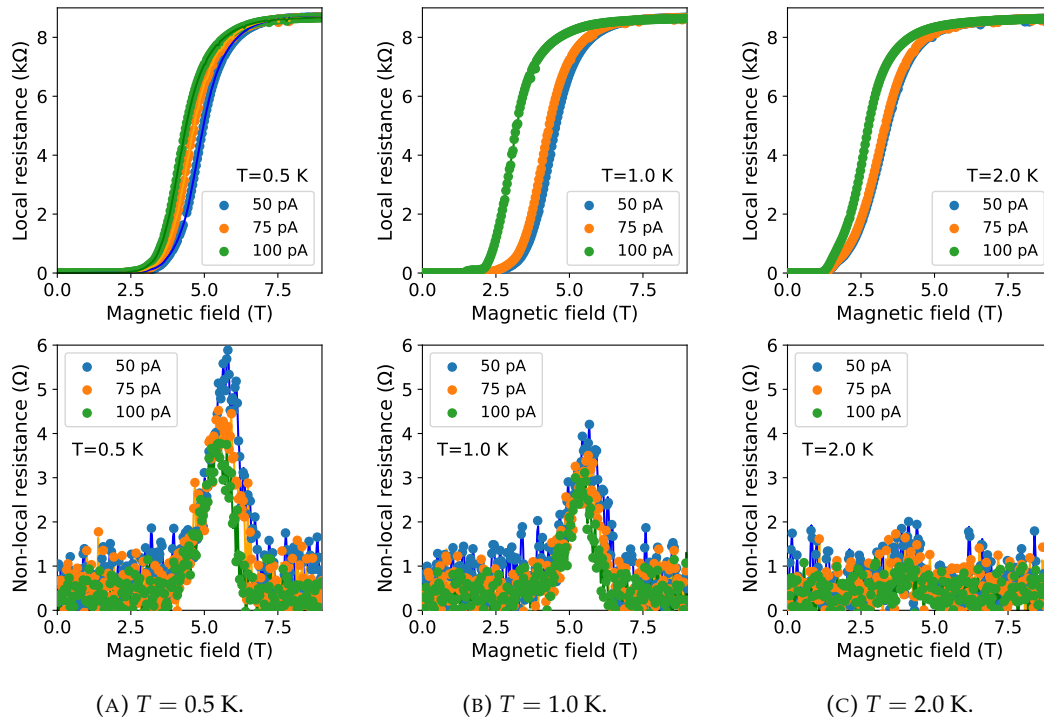 Local resistance (kΩ)
8
6
4
2
0
T=0.5 K
50 pA
75 pA
100 pA
0.0 2.5 5.0 7.5
Magnetic field (T)
Local resistance (kΩ)
8
6
4
2
0
T=1.0 K
50 pA
75 pA
100 pA
0.0 2.5 5.0 7.5
Magnetic field (T)
Local resistance (kΩ)
8
6
4
2
0
T=2.0 K
50 pA
75 pA
100 pA
0.0 2.5 5.0 7.5
Magnetic field (T)
Non-local resistance (Ω)
6
5
4
3
2
1
0
50 pA
75 pA
100 pA
T=0.5 K
0.0 2.5 5.0 7.5
Magnetic field (T)
Non-local resistance (Ω)
6
5
4
3
2
1
0
50 pA
75 pA
100 pA
T=1.0 K
0.0 2.5 5.0 7.5
Magnetic field (T)
Non-local resistance (Ω)
6
5
4
3
2
1
0
50 pA
75 pA
100 pA
T=2.0 K
0.0 2.5 5.0 7.5
Magnetic field (T)
(A) T = 0.5 K.
(B) T = 1.0 K.
(C) T = 2.0 K.